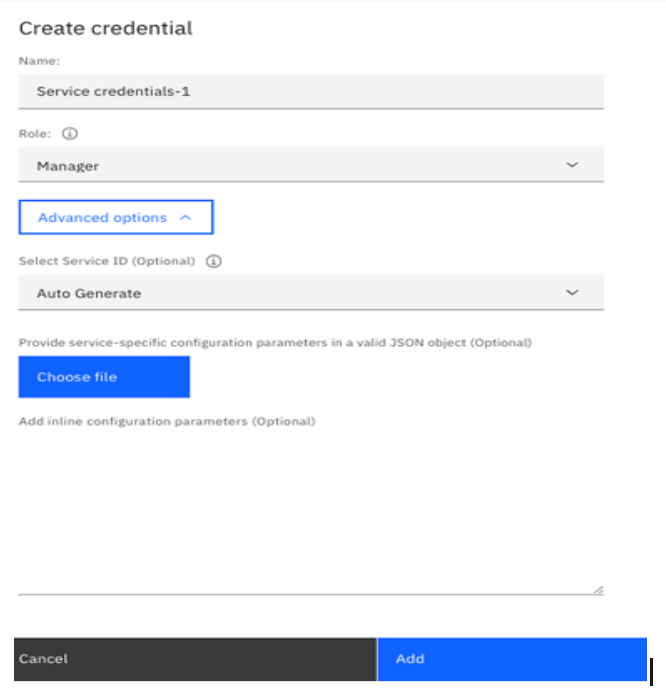 Create credential
Name:
Service credentials-1
Role:
Manager
Advanced options
Select Service ID (Optional)
Auto Generate
Provide service-specific configuration parameters in a valid JSON object (Optional)
Choose file
Add inline configuration parameters (Optional)
Cancel
Add